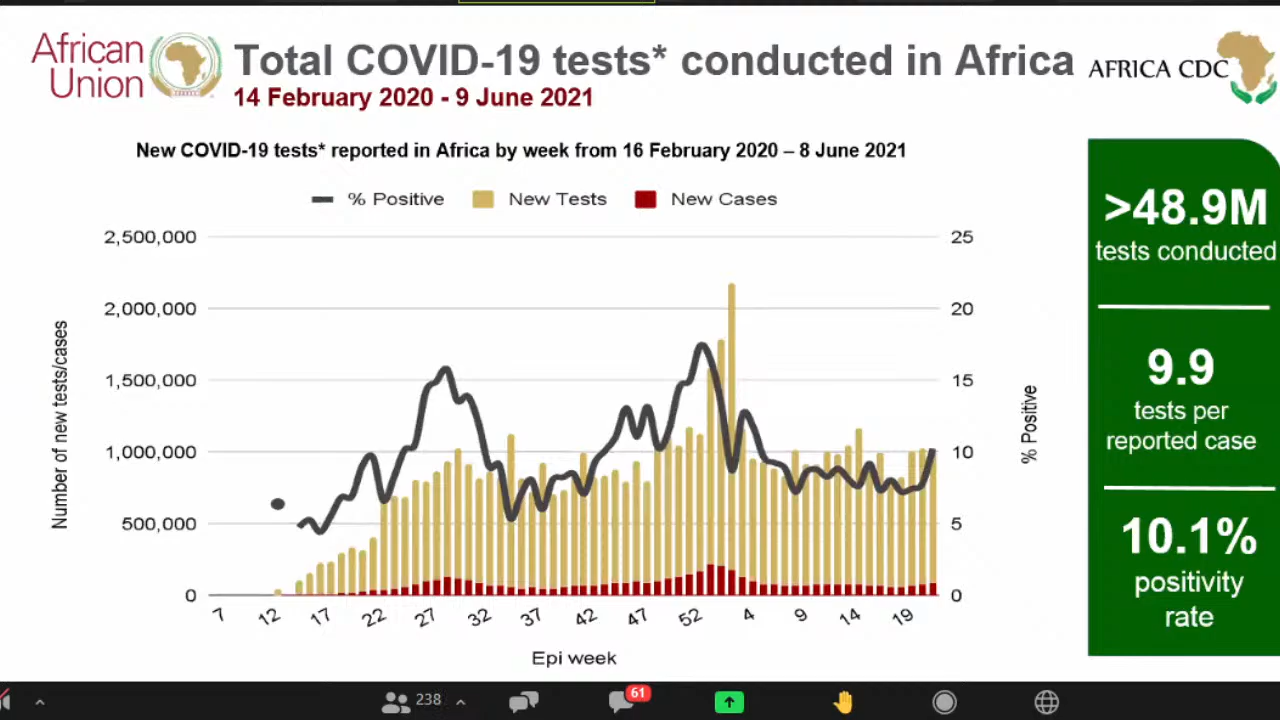 African
Union
Total COVID-19 tests* conducted in Africa
14 February 2020 - 9 June 2021
AFRICA CDC
New COVID-19 tests* reported in Africa by week from 16 February 2020 – 8 June 2021
% Positive New Tests New Cases
2,500,000
2,000,000
1,500,000
1,000,000
500,000
0
Number of new tests/cases
25
20
15
10
5
0
% Positive
7 12 17 22 27 32 37 42 47 52 4 9 14 19
Epi week
>48.9M
tests conducted
9.9
tests per
reported case
10.1%
positivity
rate
238
61